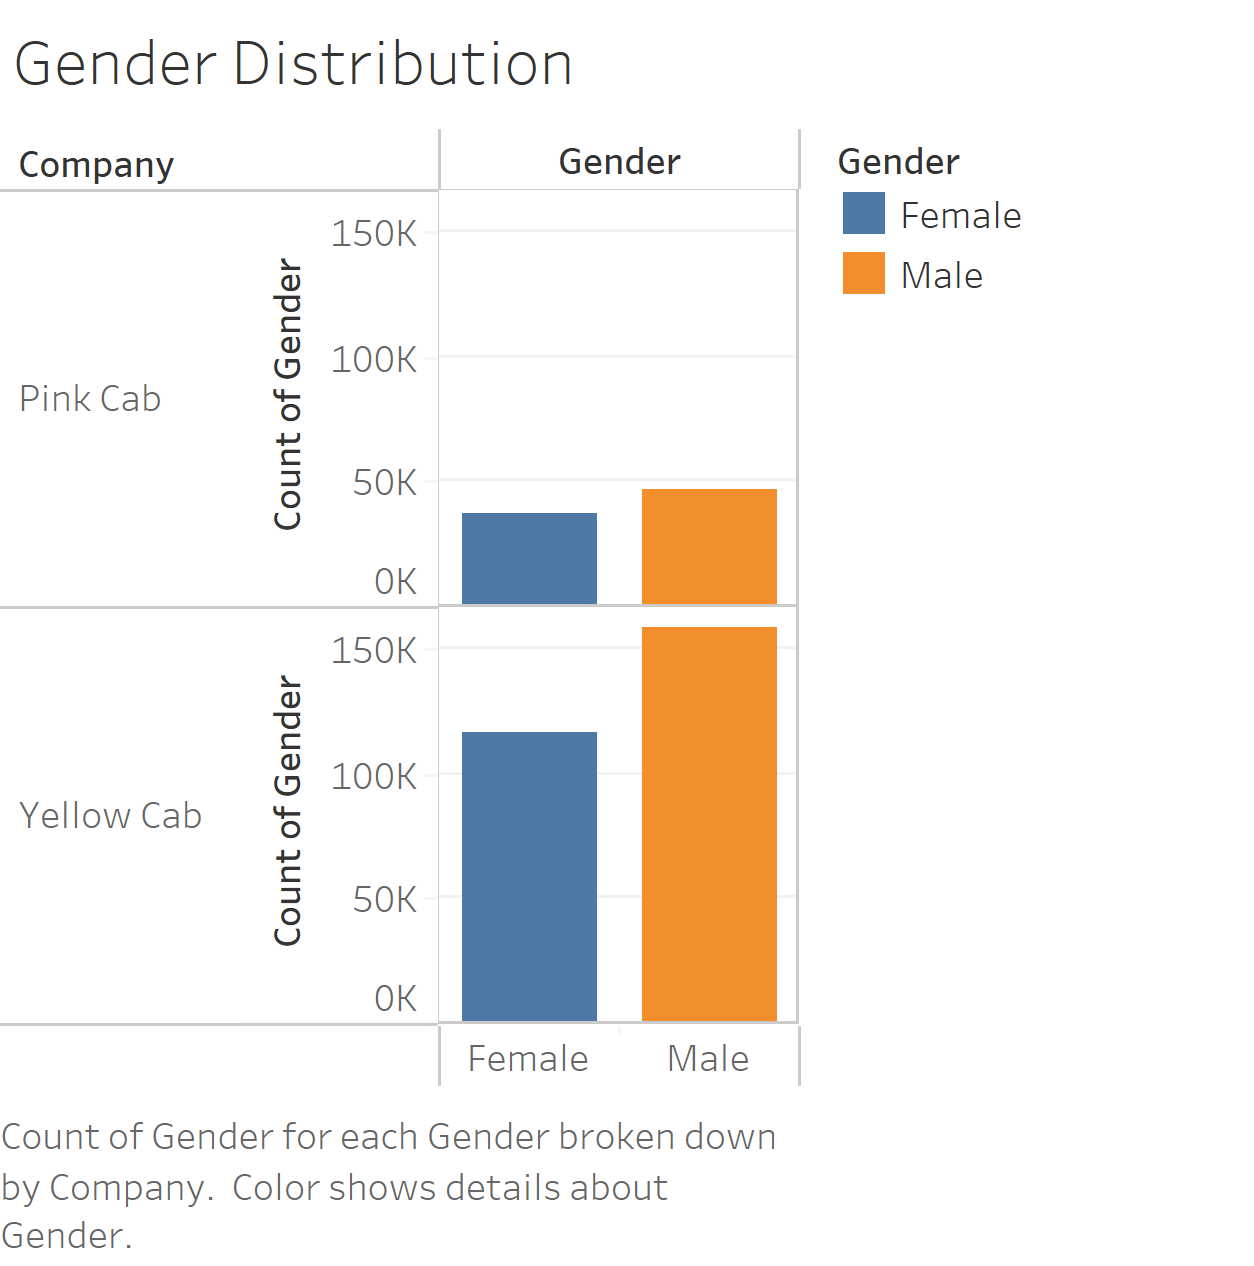 Gender Distribution
Company
Gender
Gender
Female
Male
Pink Cab
Count of Gender
150K
100K
50K
0K
Yellow Cab
Count of Gender
150K
100K
50K
0K
Female
Male
Count of Gender for each Gender broken down
by Company.  Color shows details about
Gender.